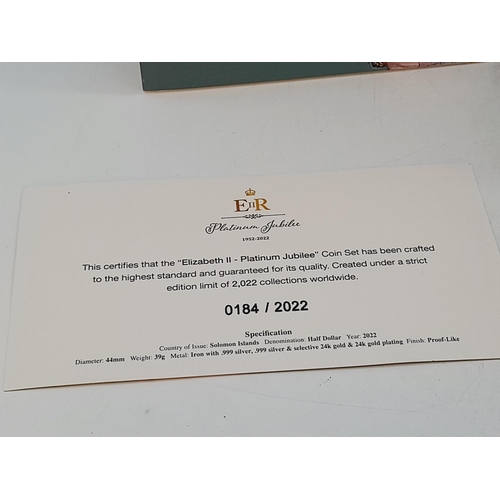 EIIR
Platinum Jubilee
1952-2022
This certifies that the "Elizabeth II - Platinum Jubilee" Coin Set has been crafted
to the highest standard and guaranteed for its quality. Created under a strict
edition limit of 2,022 collections worldwide.
0184 / 2022
Specification
Country of Issue: Solomon Islands Denomination: Half Dollar Year: 2022
Diameter: 44mm Weight: 39g Metal: Iron with .999 silver, .999 silver & selective 24k gold & 24k gold plating Finish: Proof-Like